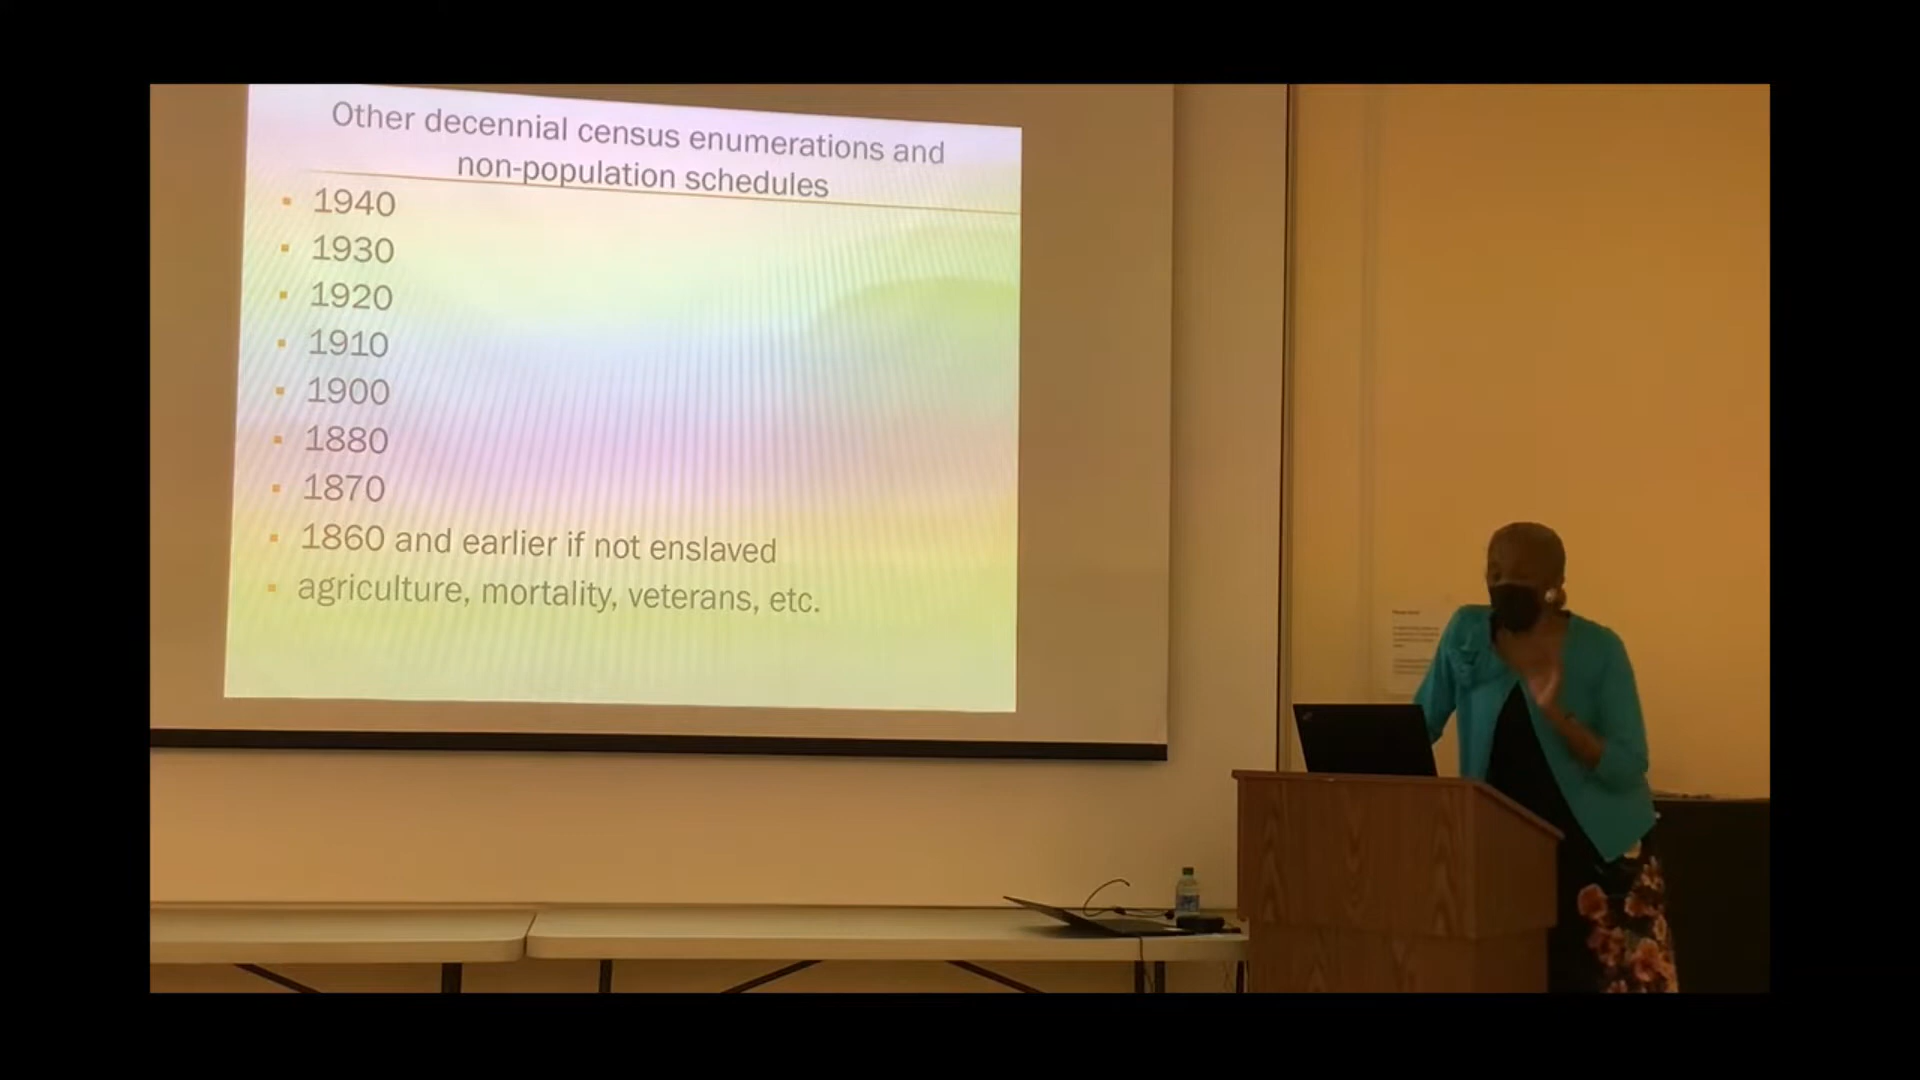 Other decennial census enumerations and
non-population schedules
1940
1930
1920
1910
1900
1880
1870
1860 and earlier if not enslaved
agriculture, mortality, veterans, etc.